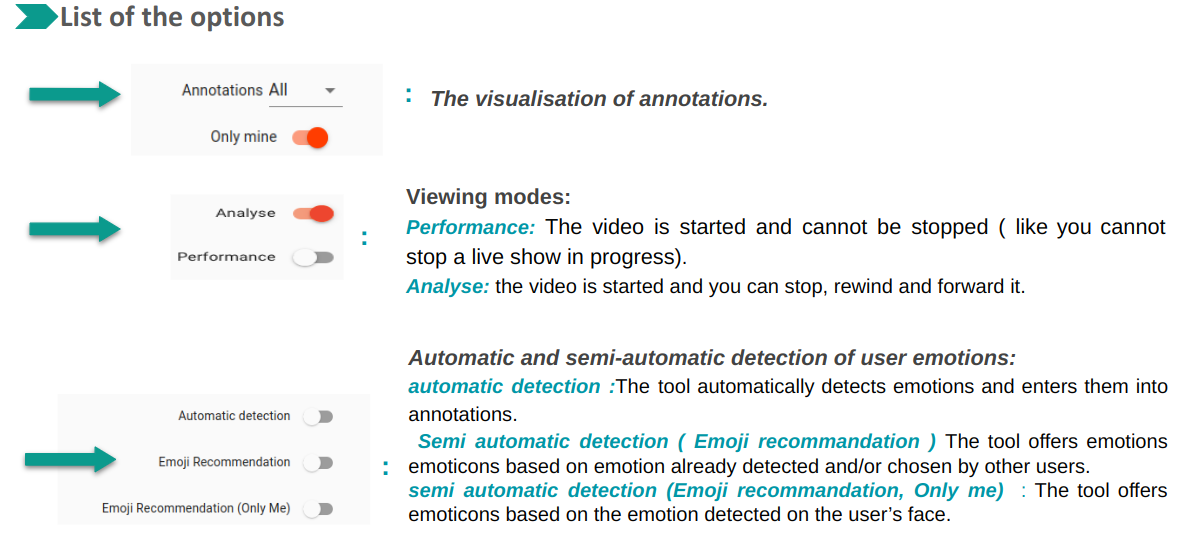 List of the options
Annotations All
Only mine
: The visualisation of annotations.
Analyse
Performance
:
Viewing modes:
Performance: The video is started and cannot be stopped ( like you cannot
stop a live show in progress).
Analyse: the video is started and you can stop, rewind and forward it.
Automatic detection
Emoji Recommendation
Emoji Recommendation (Only Me)
:
Automatic and semi-automatic detection of user emotions:
automatic detection :The tool automatically detects emotions and enters them into
annotations.
Semi automatic detection ( Emoji recommandation ) The tool offers emotions
emoticons based on emotion already detected and/or chosen by other users.
semi automatic detection (Emoji recommandation, Only me) : The tool offers
emoticons based on the emotion detected on the user's face.